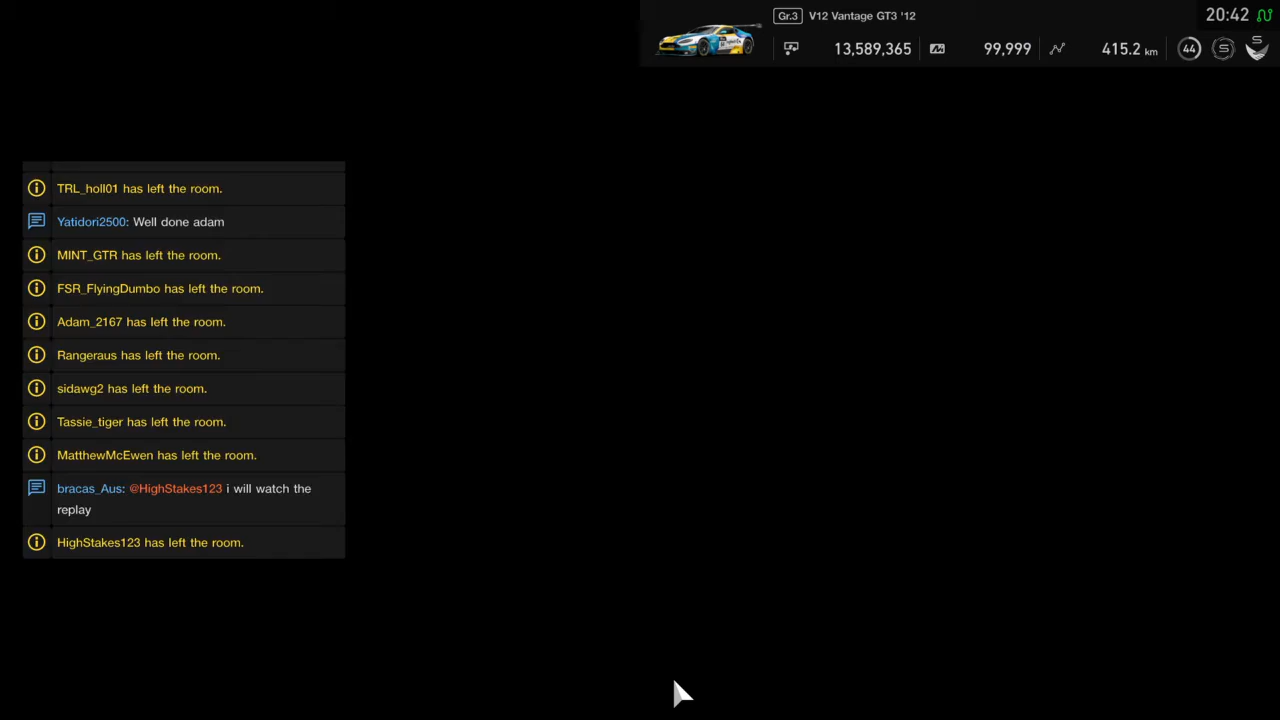 Gr.3 V12 Vantage GT3 '12
20:42
13,589,365 99,999 415.2 km 44 S S
TRL_holl01 has left the room.
Yatidori2500: Well done adam
MINT_GTR has left the room.
FSR_FlyingDumbo has left the room.
Adam_2167 has left the room.
Rangeraus has left the room.
sidawg2 has left the room.
Tassie_tiger has left the room.
MatthewMcEwen has left the room.
bracas_Aus: @HighStakes123 i will watch the
replay
HighStakes123 has left the room.